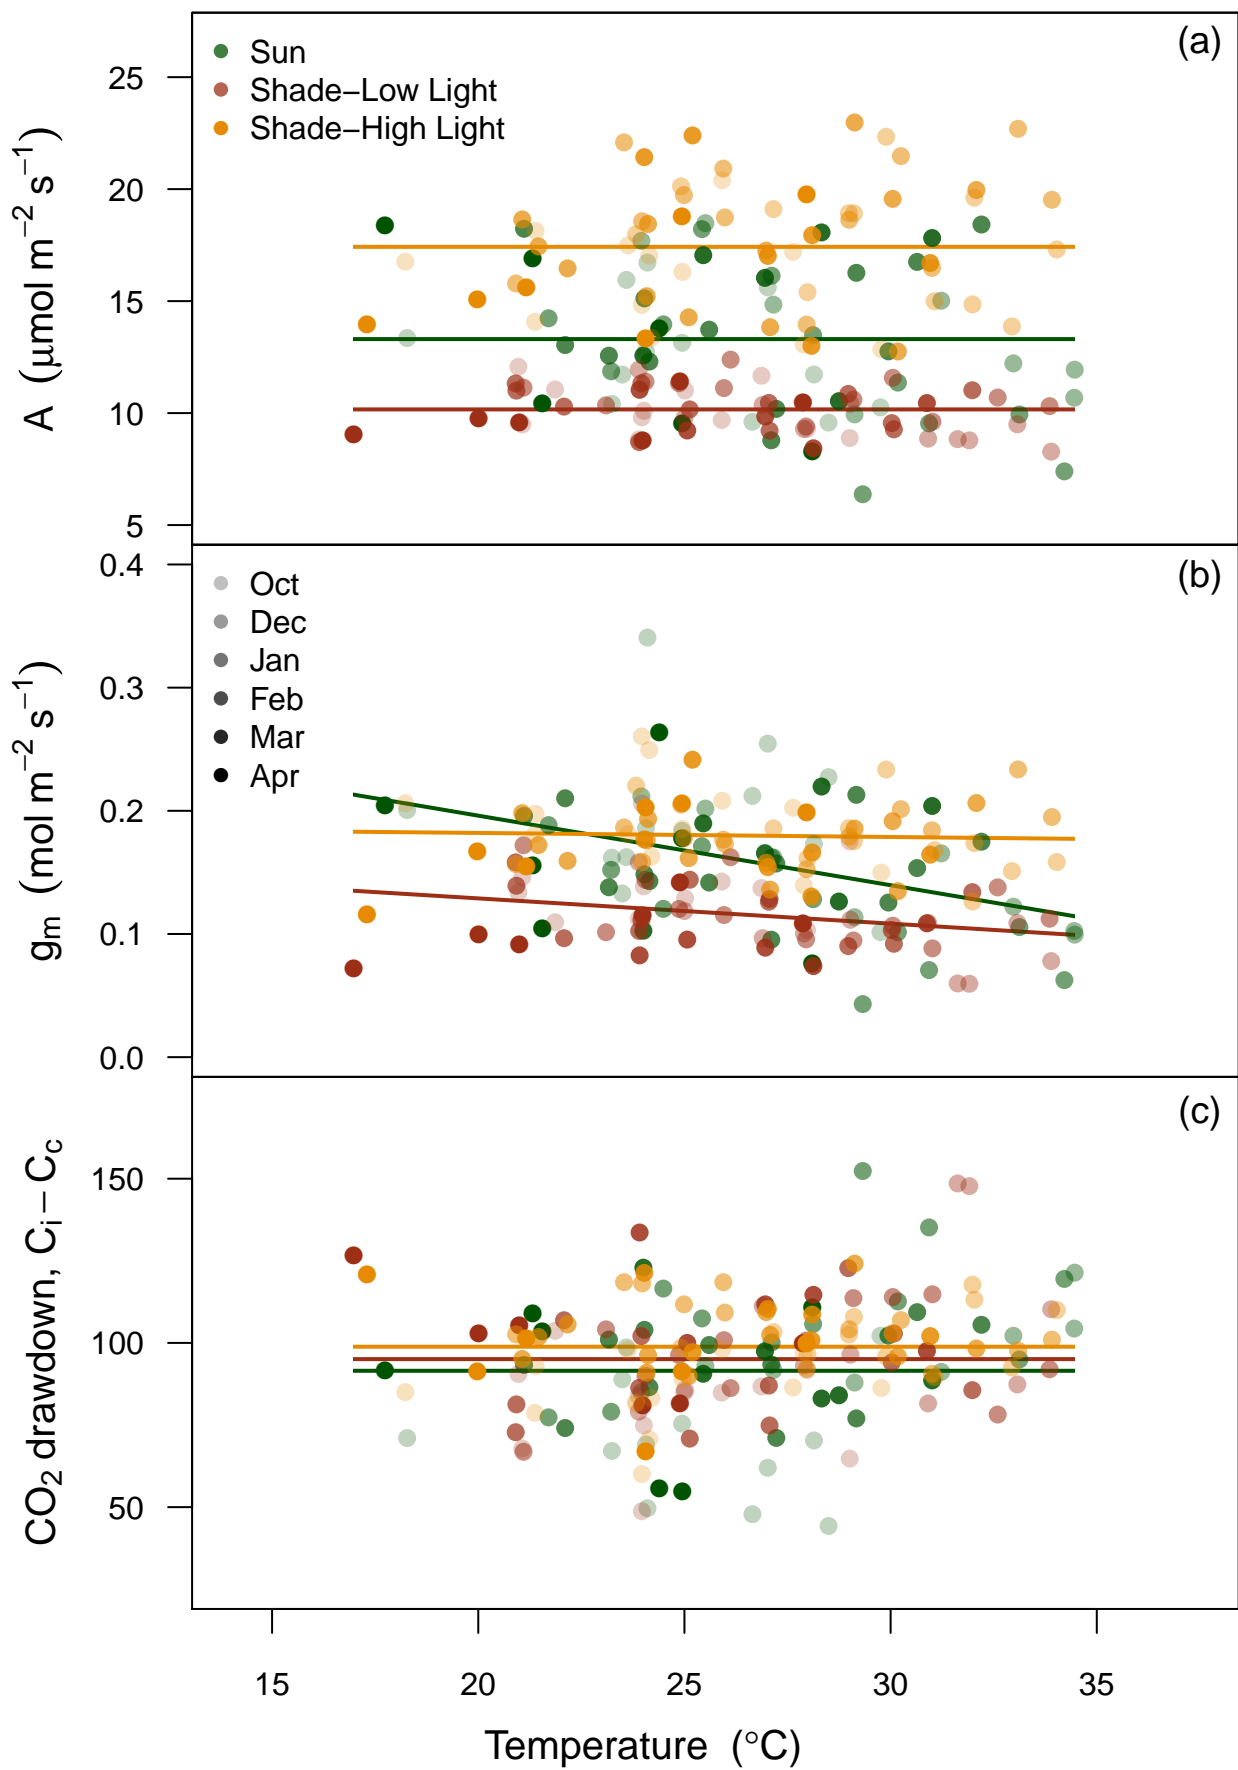 (a)
Sun
Shade−Low Light
Shade−High Light
25
20
15
10
5
A (μmol m⁻² s⁻¹)
(b)
Oct
Dec
Jan
Feb
Mar
Apr
0.4
0.3
0.2
0.1
0.0
gₘ (mol m⁻² s⁻¹)
(c)
150
100
50
CO₂ drawdown, Cᵢ − C_c
15 20 25 30 35
Temperature (°C)